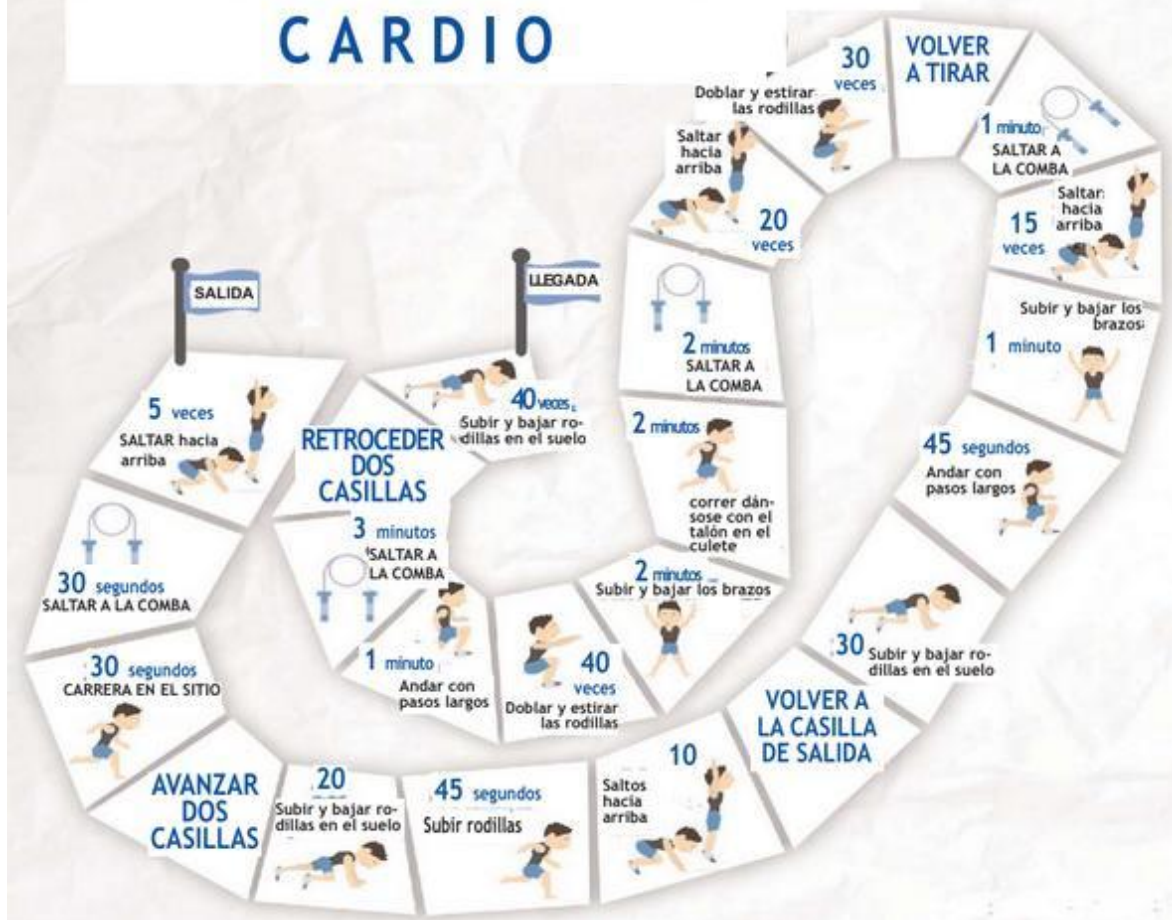 CARDIO
SALIDA
5 veces
SALTAR hacia
arriba
30 segundos
SALTAR A LA COMBA
30 segundos
CARRERA EN EL SITIO
AVANZAR
DOS
CASILLAS
20
Subir y bajar ro-
dillas en el suelo
45 segundos
Subir rodillas
10
Saltos
hacia
arriba
VOLVER A
LA CASILLA
DE SALIDA
30 Subir y bajar ro-
dillas en el suelo
45 segundos
Andar con
pasos largos
Subir y bajar los
brazos
1 minuto
Saltar
hacia
arriba
15
veces
1 minuto
SALTAR A
LA COMBA
VOLVER
A TIRAR
30
veces
Doblar y estirar
las rodillas
Saltar
hacia
arriba
20
veces
2 minutos
SALTAR A
LA COMBA
2 minutos
correr dán-
sose con el
talón en el
culete
2 minutos
Subir y bajar los brazos
40
veces
Doblar y estirar
las rodillas
1 minuto
Andar con
pasos largos
3 minutos
SALTAR A
LA COMBA
RETROCEDER
DOS
CASILLAS
40 veces
Subir y bajar ro-
dillas en el suelo
LLEGADA